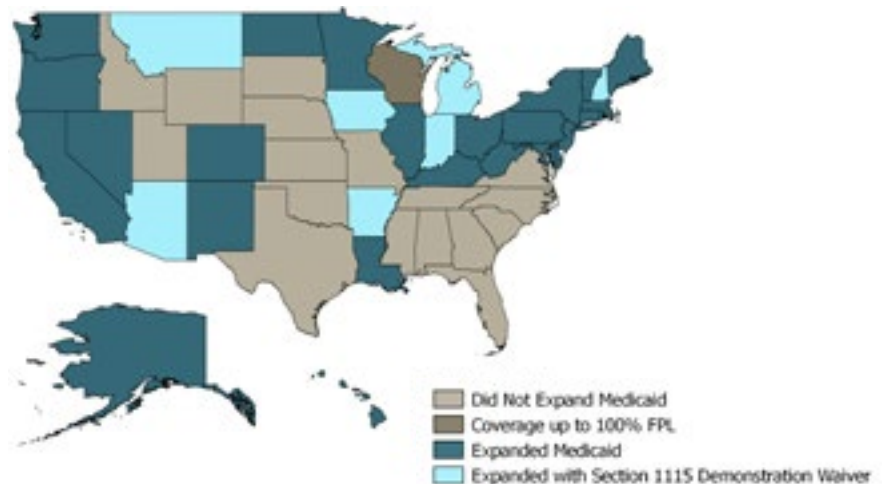 Did Not Expand Medicaid
Coverage up to 100% FPL
Expanded Medicaid
Expanded with Section 1115 Demonstration Waiver